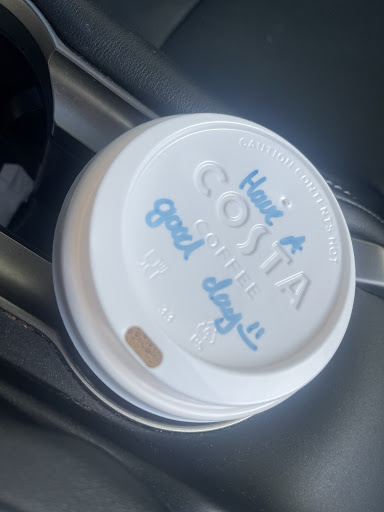 CAUTION CONTENTS HOT
Have A
COSTA
COFFEE
good day